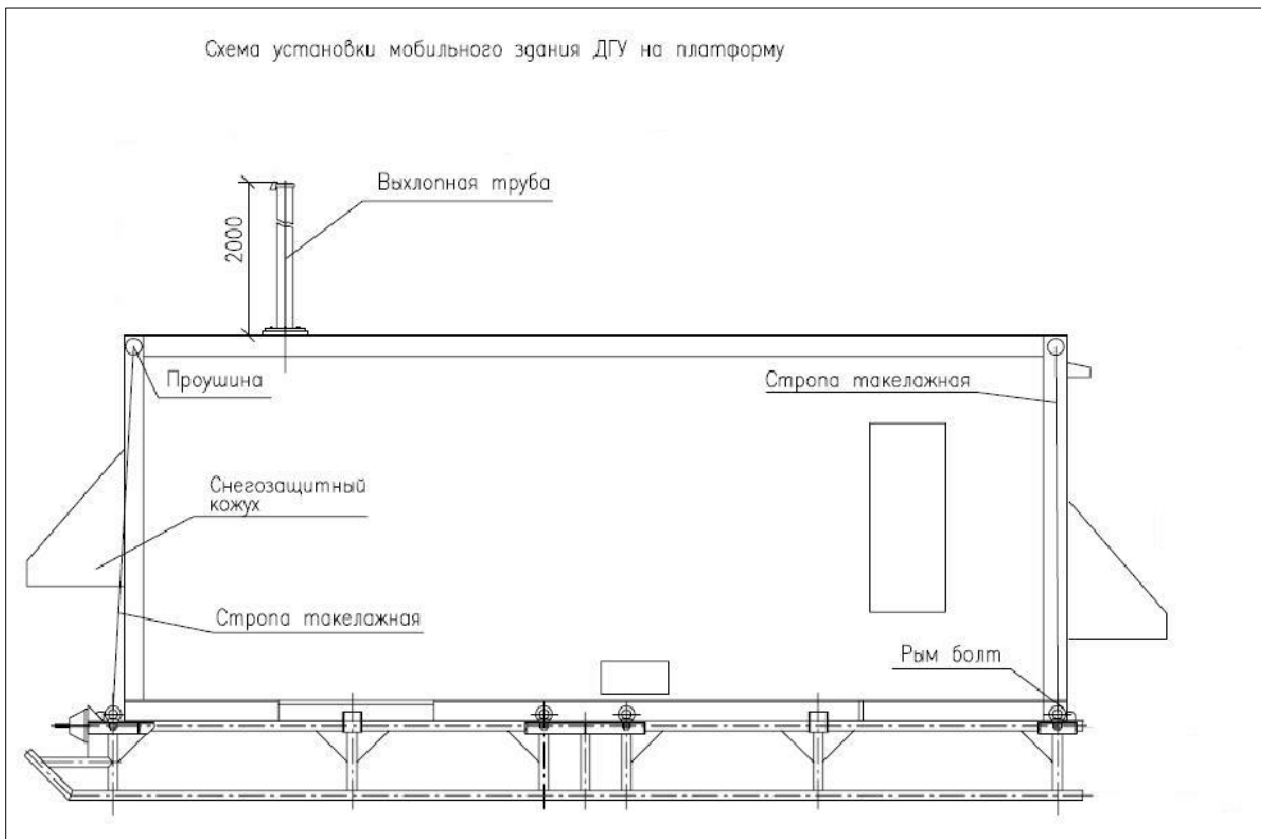 Схема установки мобильного здания ДГУ на платформу
Выхлопная труба
2000
Проушина
Стропа такелажная
Снегозащитный
кожух
Стропа такелажная
Рым болт